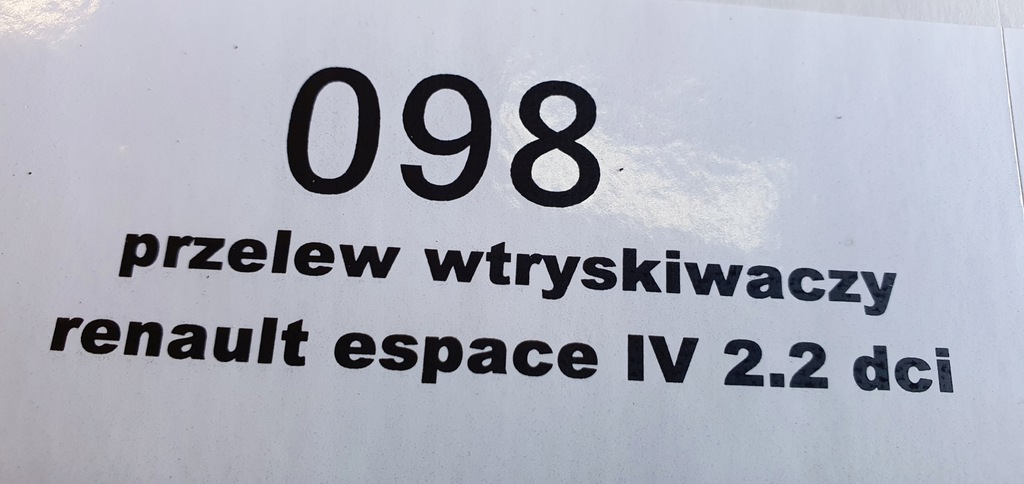 098
przelew wtryskiwaczy
renault espace IV 2.2 dci